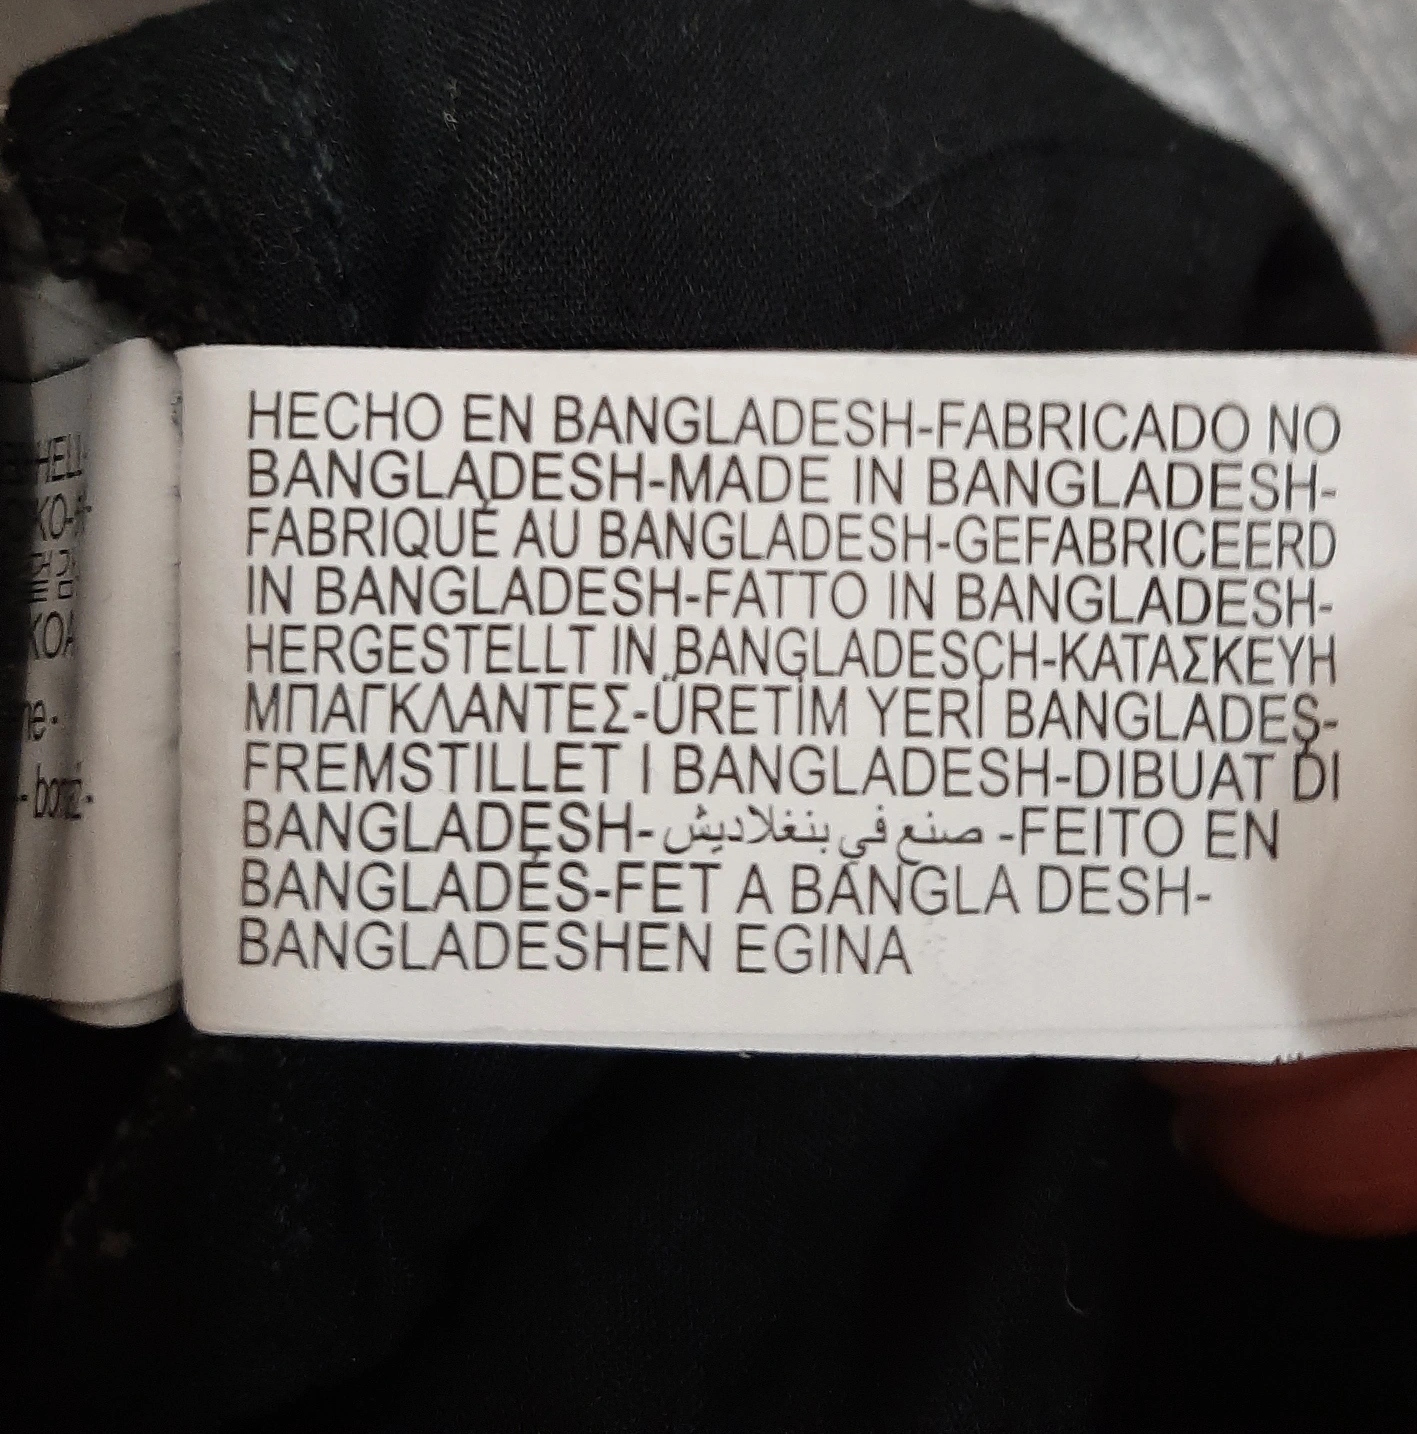 HECHO EN BANGLADESH-FABRICADO NO
BANGLADESH-MADE IN BANGLADESH-
FABRIQUÉ AU BANGLADESH-GEFABRICEERD
IN BANGLADESH-FATTO IN BANGLADESH-
HERGESTELLT IN BANGLADESCH-ΚΑΤΑΣΚΕΥΗ
ΜΠΑΓΚΛΑΝΤΕΣ-ÜRETİM YERİ BANGLADEŞ-
FREMSTILLET I BANGLADESH-DIBUAT DI
BANGLADESH-صنع في بنغلاديش-FEITO EN
BANGLADÉS-FET A BANGLA DESH-
BANGLADESHEN EGINA